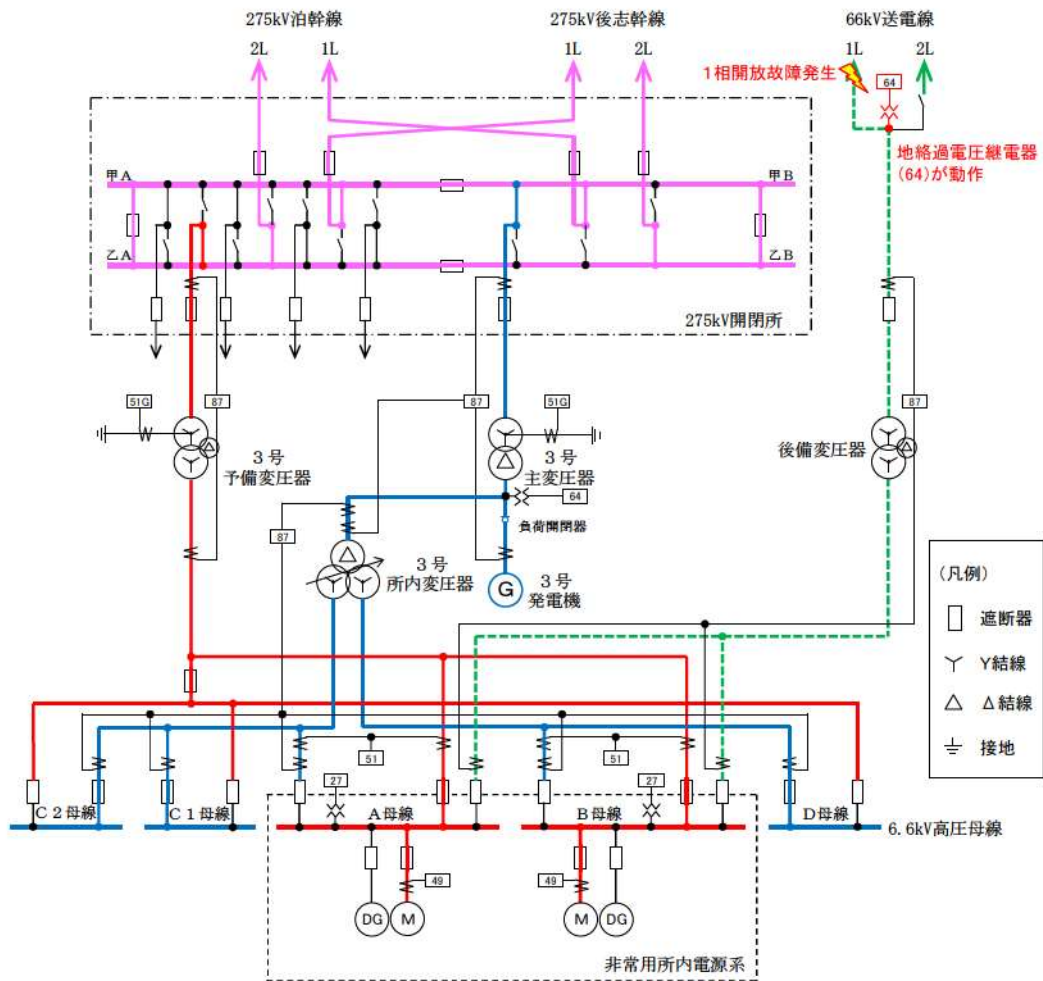 275kV泊幹線
275kV後志幹線
66kV送電線
2L
1L
1L
2L
1L
2L
1相開放故障発生
64
地絡過電圧継電器
(64)が動作
甲A
甲B
乙A
乙B
275kV開閉所
51G
87
87
51G
87
3号
予備変圧器
3号
主変圧器
後備変圧器
64
87
負荷開閉器
3号
所内変圧器
G
3号
発電機
(凡例)
遮断器
Y結線
Δ結線
接地
51
51
27
27
C2母線
C1母線
A母線
B母線
D母線
6.6kV高圧母線
49
49
DG
M
M
DG
非常用所内電源系